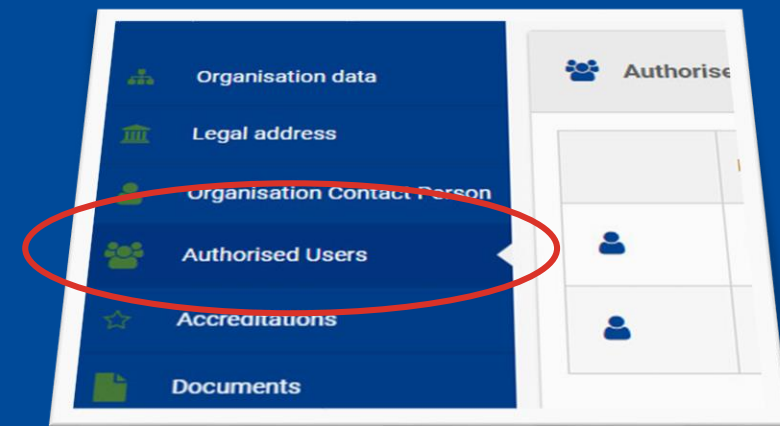 Organisation data
Legal address
Organisation Contact Person
Authorised Users
Accreditations
Documents
Authorise